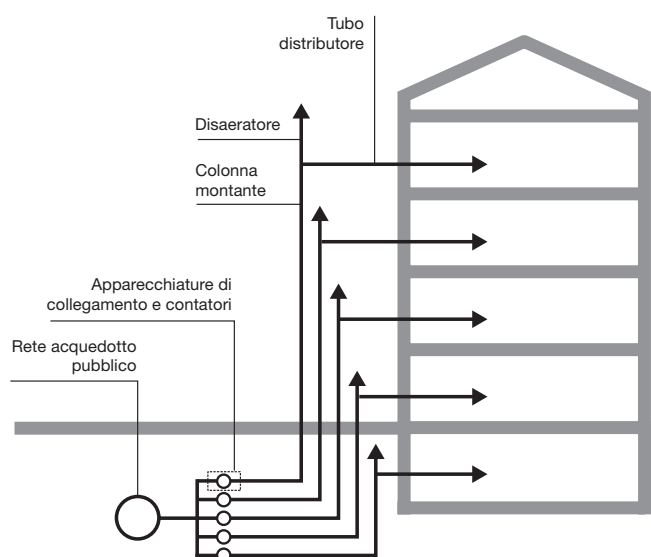 Tubo
distributore
Disaeratore
Colonna
montante
Apparecchiature di
collegamento e contatori
Rete acquedotto
pubblico